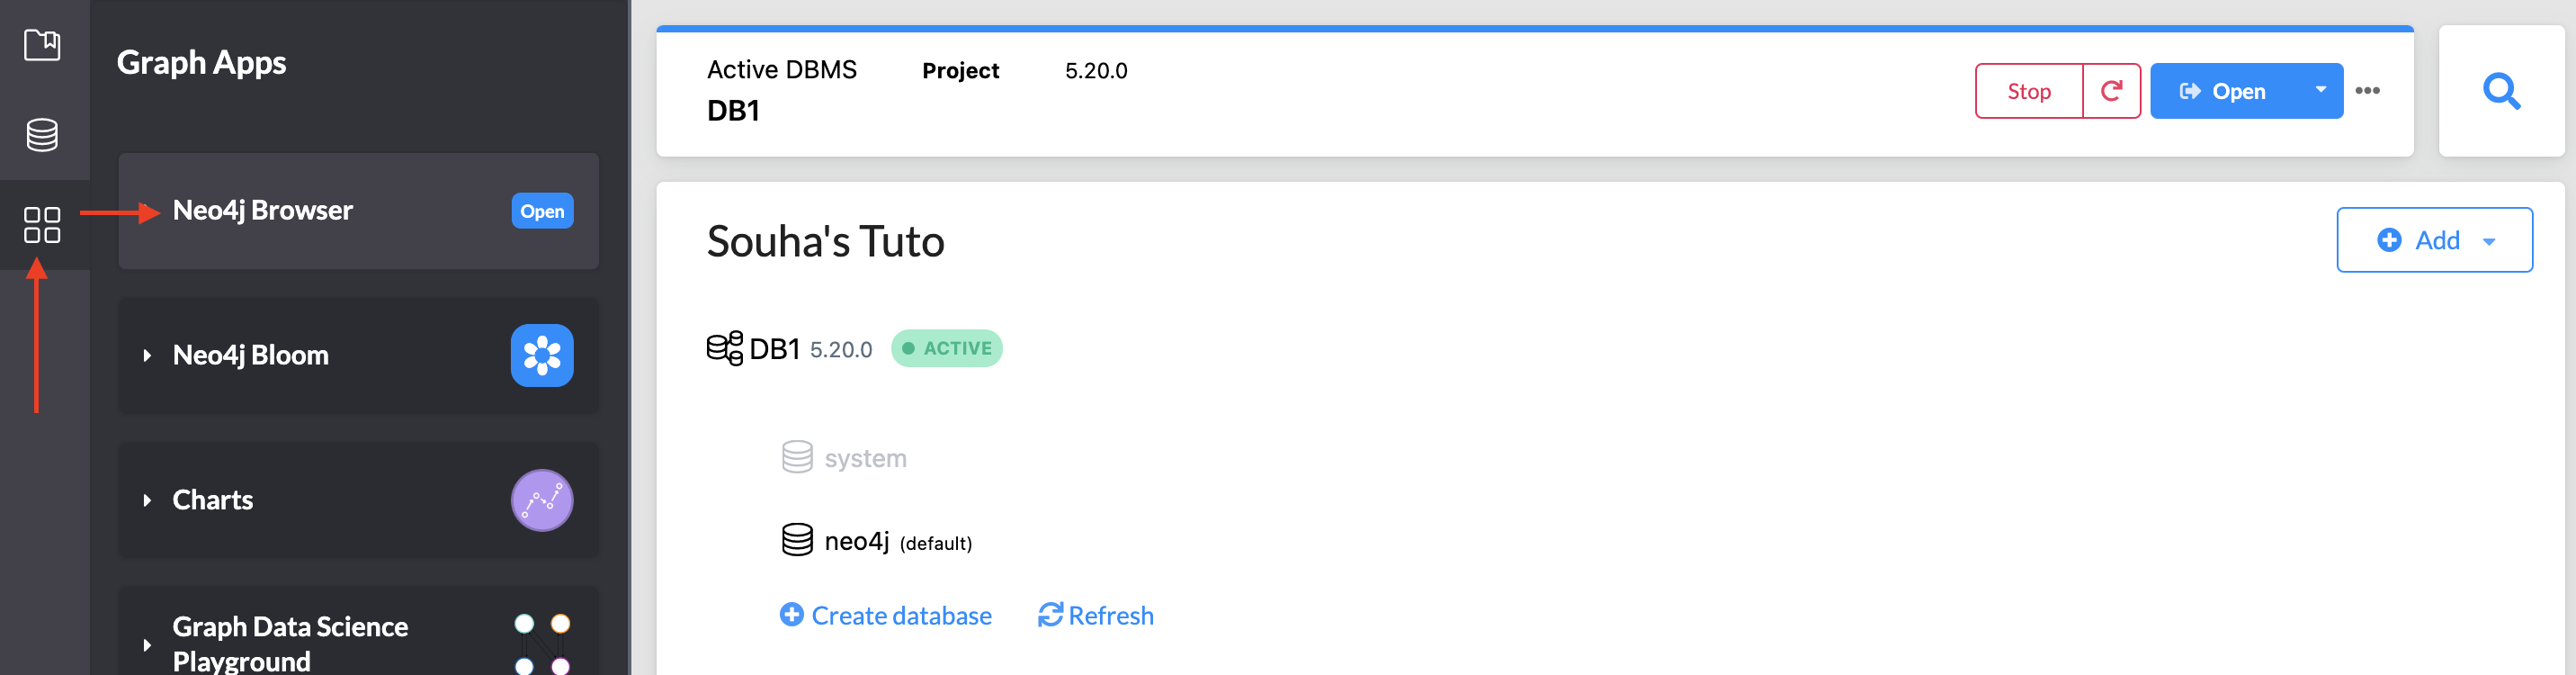 Graph Apps
Neo4j Browser
Open
Neo4j Bloom
Charts
Graph Data Science
Playground
Active DBMS
DB1
Project
5.20.0
Stop
Open
Souha's Tuto
Add
DB1 5.20.0 ACTIVE
system
neo4j (default)
Create database Refresh